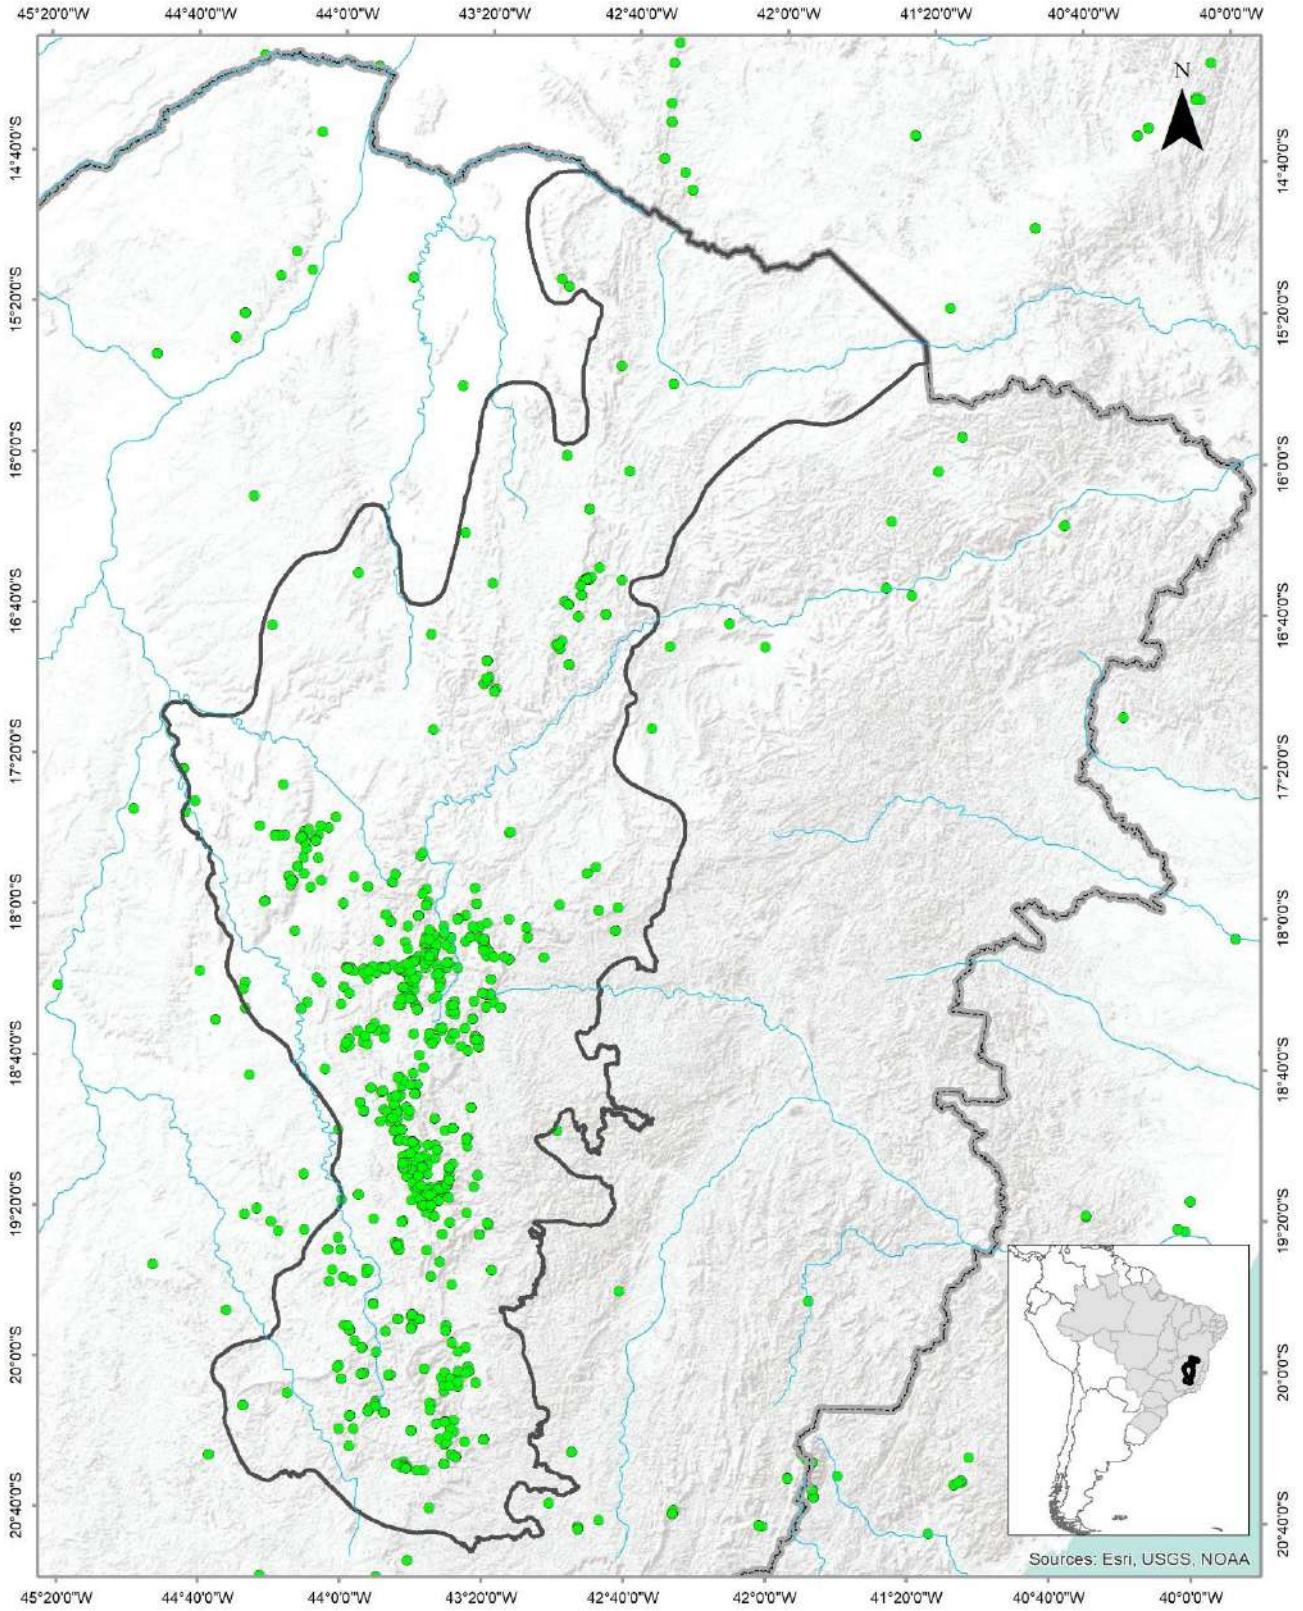 45°20'0"W 44°40'0"W 44°0'0"W 43°20'0"W 42°40'0"W 42°0'0"W 41°20'0"W 40°40'0"W 40°0'0"W
N
14°40'0"S 14°40'0"S
15°20'0"S 15°20'0"S
16°0'0"S 16°0'0"S
16°40'0"S 16°40'0"S
17°20'0"S 17°20'0"S
18°0'0"S 18°0'0"S
18°40'0"S 18°40'0"S
19°20'0"S 19°20'0"S
20°0'0"S 20°0'0"S
20°40'0"S 20°40'0"S
Sources: Esri, USGS, NOAA
45°20'0"W 44°40'0"W 44°0'0"W 43°20'0"W 42°40'0"W 42°0'0"W 41°20'0"W 40°40'0"W 40°0'0"W